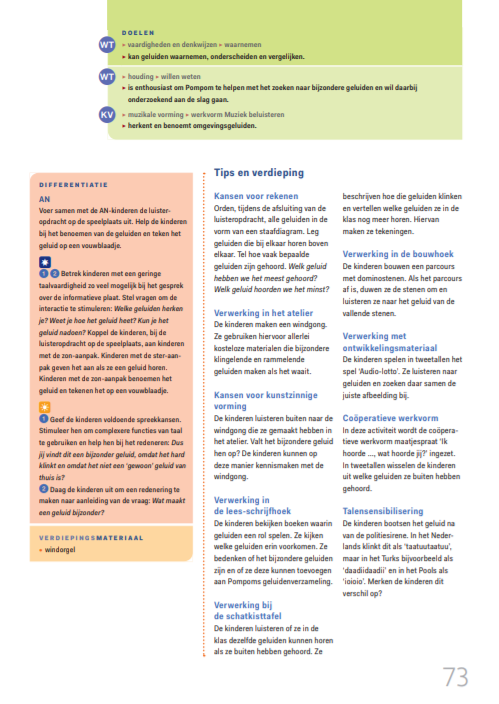 DOELEN
WT
▸ vaardigheden en denkwijzen ▸ waarnemen
▸ kan geluiden waarnemen, onderscheiden en vergelijken.
WT
▸ houding ▸ willen weten
▸ is enthousiast om Pompom te helpen met het zoeken naar bijzondere geluiden en wil daarbij
onderzoekend aan de slag gaan.
KV
▸ muzikale vorming ▸ werkvorm Muziek beluisteren
▸ herkent en benoemt omgevingsgeluiden.
DIFFERENTIATIE
AN
Voer samen met de AN-kinderen de luister-
opdracht op de speelplaats uit. Help de kinderen
bij het benoemen van de geluiden en teken het
geluid op een vouwblaadje.
1 2 Betrek kinderen met een geringe
taalvaardigheid zo veel mogelijk bij het gesprek
over de informatieve plaat. Stel vragen om de
interactie te stimuleren: Welke geluiden herken
je? Weet je hoe het geluid heet? Kun je het
geluid nadoen? Koppel de kinderen, bij de
luisteropdracht op de speelplaats, aan kinderen
met de zon-aanpak. Kinderen met de ster-aan-
pak geven het aan als ze een geluid horen.
Kinderen met de zon-aanpak benoemen het
geluid en tekenen het op een vouwblaadje.
1 Geef de kinderen voldoende spreekkansen.
Stimuleer hen om complexere functies van taal
te gebruiken en help hen bij het redeneren: Dus
jij vindt dit een bijzonder geluid, omdat het hard
klinkt en omdat het niet een 'gewoon' geluid van
thuis is?
2 Daag de kinderen uit om een redenering te
maken naar aanleiding van de vraag: Wat maakt
een geluid bijzonder?
VERDIEPINGSMATERIAAL
▸ windorgel
Tips en verdieping
Kansen voor rekenen
Orden, tijdens de afsluiting van de
luisteropdracht, alle geluiden in de
vorm van een staafdiagram. Leg
geluiden die bij elkaar horen boven
elkaar. Tel hoe vaak bepaalde
geluiden zijn gehoord. Welk geluid
hebben we het meest gehoord?
Welk geluid hoorden we het minst?
Verwerking in het atelier
De kinderen maken een windgong.
Ze gebruiken hiervoor allerlei
kosteloze materialen die bijzondere
klingelende en rammelende
geluiden maken als het waait.
Kansen voor kunstzinnige
vorming
De kinderen luisteren buiten naar de
windgong die ze gemaakt hebben in
het atelier. Valt het bijzondere geluid
hen op? De kinderen kunnen op
deze manier kennismaken met de
windgong.
Verwerking in
de lees-schrijfhoek
De kinderen bekijken boeken waarin
geluiden een rol spelen. Ze kijken
welke geluiden erin voorkomen. Ze
bedenken of het bijzondere geluiden
zijn en of ze deze kunnen toevoegen
aan Pompoms geluidenverzameling.
Verwerking bij
de schatkisttafel
De kinderen luisteren of ze in de
klas dezelfde geluiden kunnen horen
als ze buiten hebben gehoord. Ze
beschrijven hoe die geluiden klinken
en vertellen welke geluiden ze in de
klas nog meer horen. Hiervan
maken ze tekeningen.
Verwerking in de bouwhoek
De kinderen bouwen een parcours
met dominostenen. Als het parcours
af is, duwen ze de stenen om en
luisteren ze naar het geluid van de
vallende stenen.
Verwerking met
ontwikkelingsmateriaal
De kinderen spelen in tweetallen het
spel 'Audio-lotto'. Ze luisteren naar
geluiden en zoeken daar samen de
juiste afbeelding bij.
Coöperatieve werkvorm
In deze activiteit wordt de coöpera-
tieve werkvorm maatjespraat 'Ik
hoorde ..., wat hoorde jij?' ingezet.
In tweetallen wisselen de kinderen
uit welke geluiden ze buiten hebben
gehoord.
Talensensibilisering
De kinderen bootsen het geluid na
van de politiesirene. In het Neder-
lands klinkt dit als 'taatuutaatuu',
maar in het Turks bijvoorbeeld als
'daadiidaadii' en in het Pools als
'ioioio'. Merken de kinderen dit
verschil op?
73